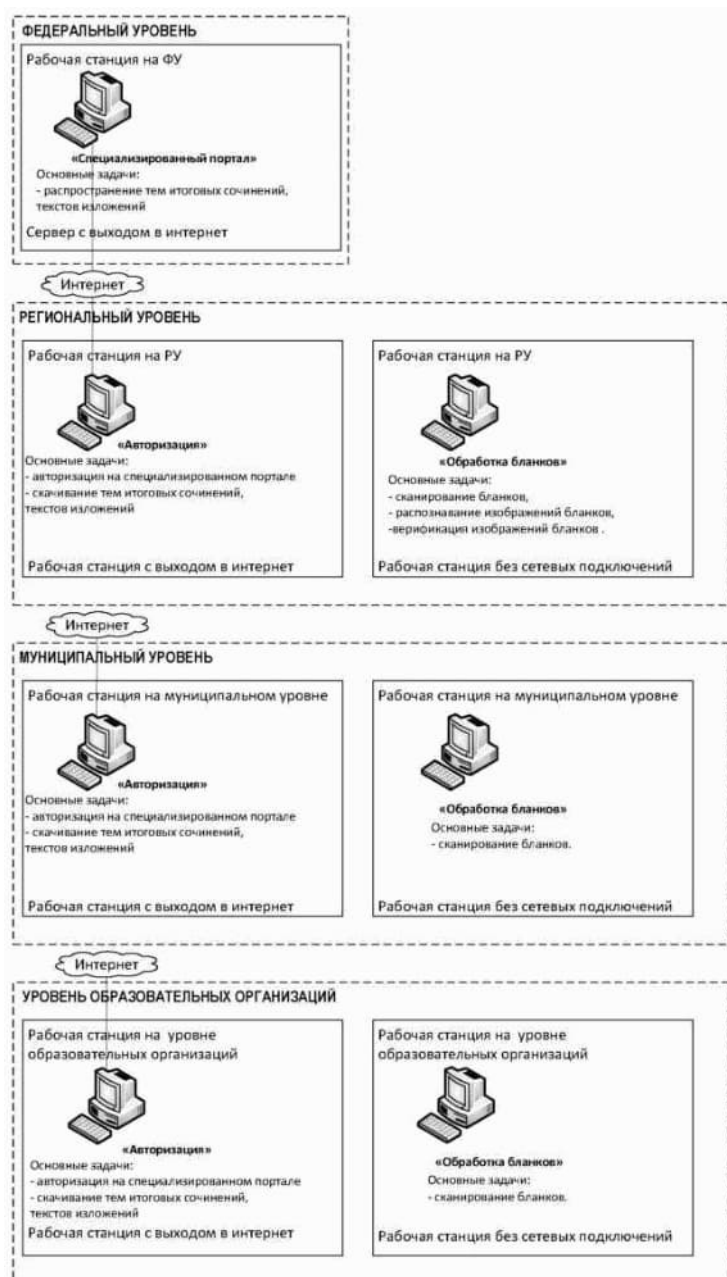 ФЕДЕРАЛЬНЫЙ УРОВЕНЬ
Рабочая станция на ФУ
«Специализированный портал»
Основные задачи:
- распространение тем итоговых сочинений,
текстов изложений
Сервер с выходом в интернет
Интернет
РЕГИОНАЛЬНЫЙ УРОВЕНЬ
Рабочая станция на РУ
«Авторизация»
Основные задачи:
- авторизация на специализированном портале
- скачивание тем итоговых сочинений,
текстов изложений
Рабочая станция с выходом в интернет
Рабочая станция на РУ
«Обработка бланков»
Основные задачи:
- сканирование бланков,
- распознавание изображений бланков,
-верификация изображений бланков .
Рабочая станция без сетевых подключений
Интернет
МУНИЦИПАЛЬНЫЙ УРОВЕНЬ
Рабочая станция на муниципальном уровне
«Авторизация»
Основные задачи:
- авторизация на специализированном портале
- скачивание тем итоговых сочинений,
текстов изложений
Рабочая станция с выходом в интернет
Рабочая станция на муниципальном уровне
«Обработка бланков»
Основные задачи:
- сканирование бланков.
Рабочая станция без сетевых подключений
Интернет
УРОВЕНЬ ОБРАЗОВАТЕЛЬНЫХ ОРГАНИЗАЦИЙ
Рабочая станция на уровне
образовательных организаций
«Авторизация»
Основные задачи:
- авторизация на специализированном портале
- скачивание тем итоговых сочинений,
текстов изложений
Рабочая станция с выходом в интернет
Рабочая станция на уровне
образовательных организаций
«Обработка бланков»
Основные задачи:
- сканирование бланков.
Рабочая станция без сетевых подключений